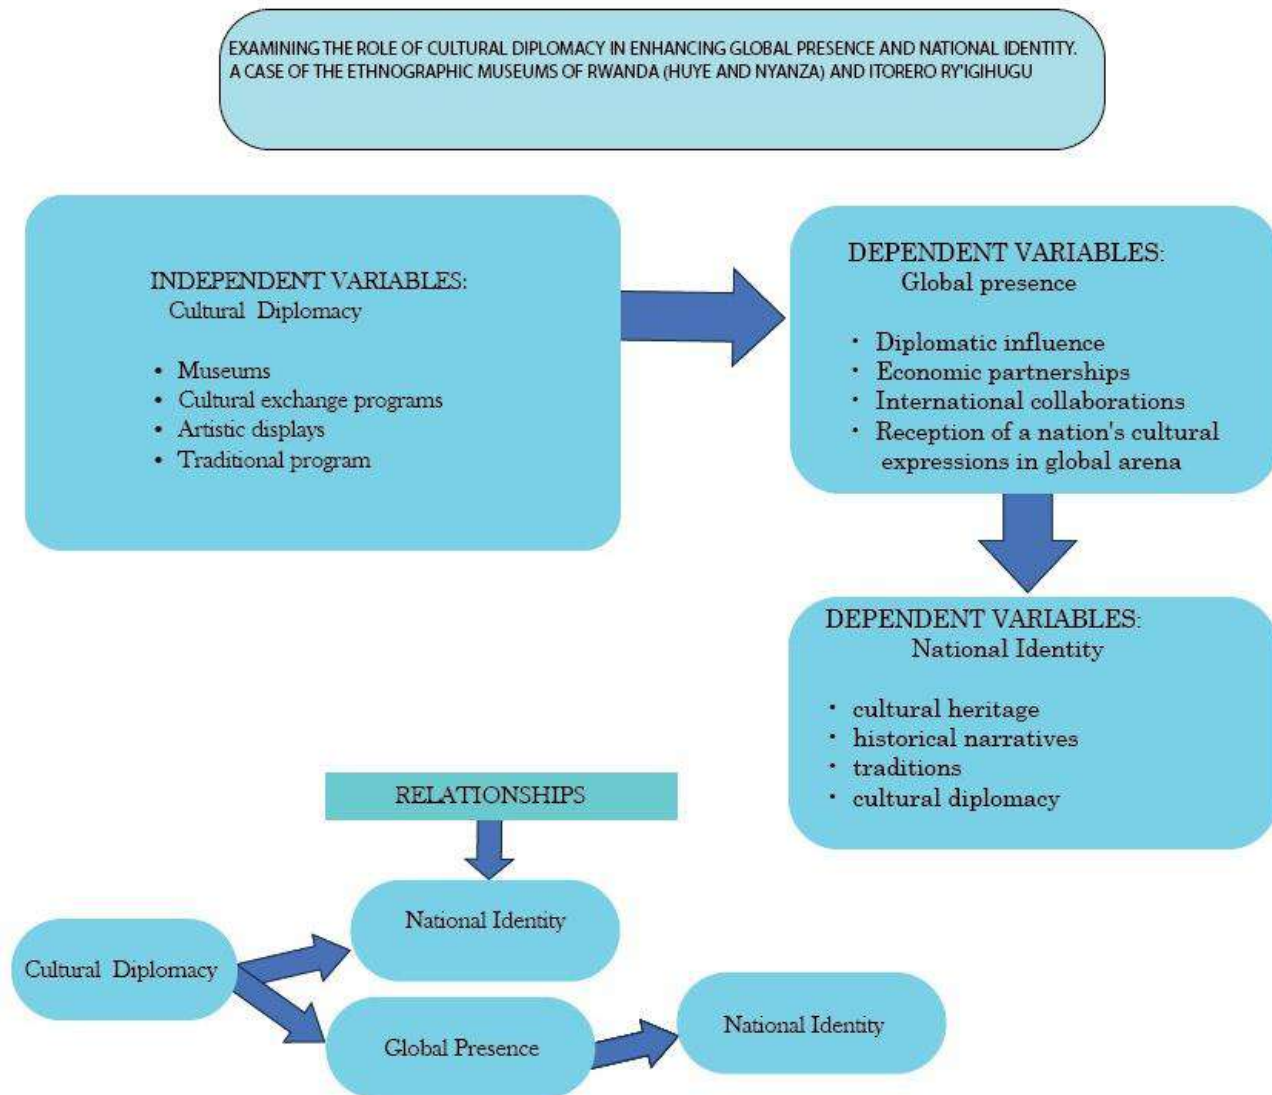 EXAMINING THE ROLE OF CULTURAL DIPLOMACY IN ENHANCING GLOBAL PRESENCE AND NATIONAL IDENTITY.
A CASE OF THE ETHNOGRAPHIC MUSEUMS OF RWANDA (HUYE AND NYANZA) AND ITORERO RY'IGIHUGU
INDEPENDENT VARIABLES:
Cultural Diplomacy
• Museums
• Cultural exchange programs
• Artistic displays
• Traditional program
DEPENDENT VARIABLES:
Global presence
· Diplomatic influence
· Economic partnerships
· International collaborations
· Reception of a nation's cultural
expressions in global arena
DEPENDENT VARIABLES:
National Identity
· cultural heritage
· historical narratives
· traditions
· cultural diplomacy
RELATIONSHIPS
National Identity
Cultural Diplomacy
Global Presence
National Identity